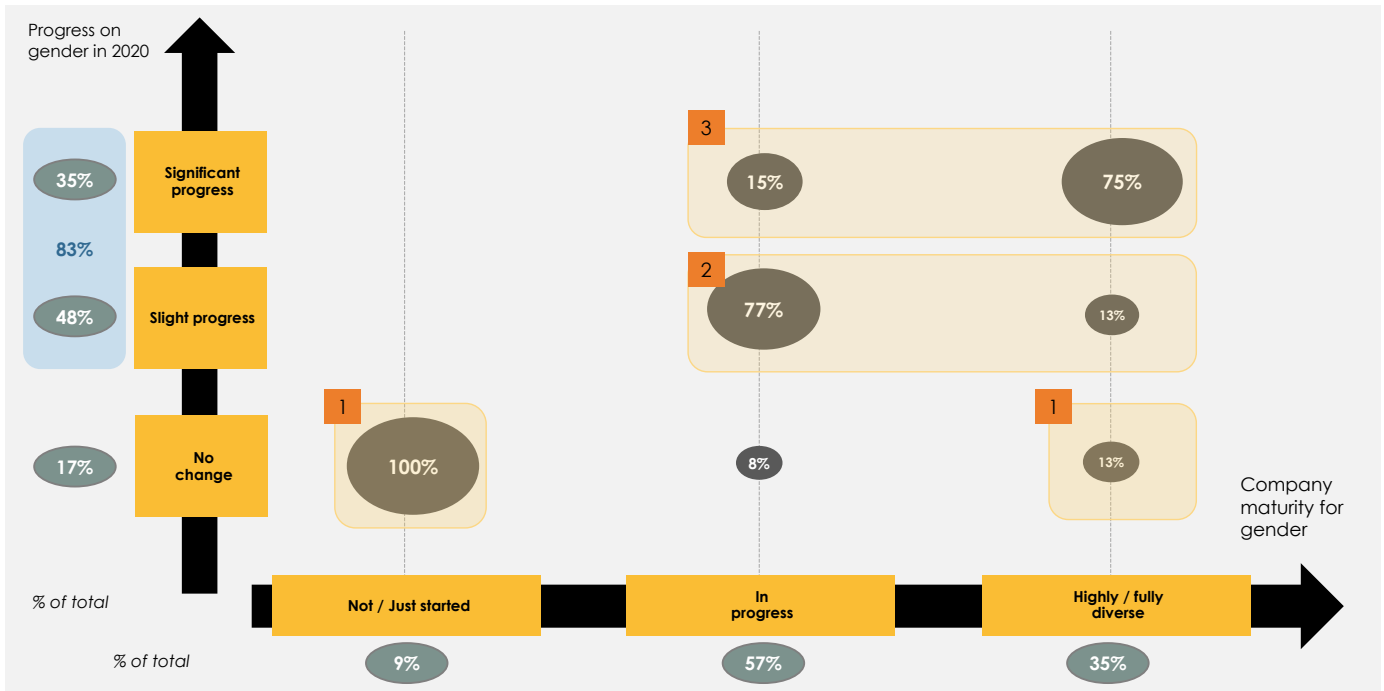 Progress on
gender in 2020
3
35%
Significant
progress
15%
75%
83%
2
48%
Slight progress
77%
13%
1
1
17%
No
change
100%
8%
13%
Company
maturity for
gender
% of total
Not / Just started
In
progress
Highly / fully
diverse
% of total
9%
57%
35%